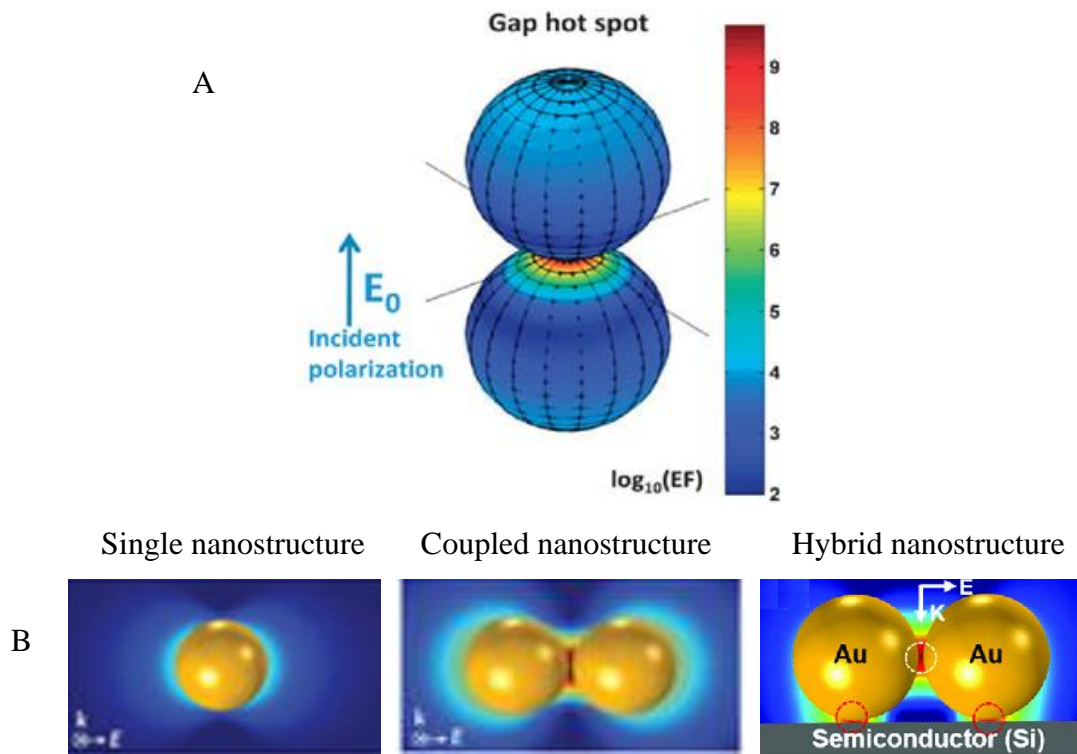 Gap hot spot
A
9
8
7
6
5
4
3
2
E₀
Incident
polarization
log₁₀(EF)
Single nanostructure
Coupled nanostructure
Hybrid nanostructure
B
k
E
k
E
E
K
Au
Au
Semiconductor (Si)